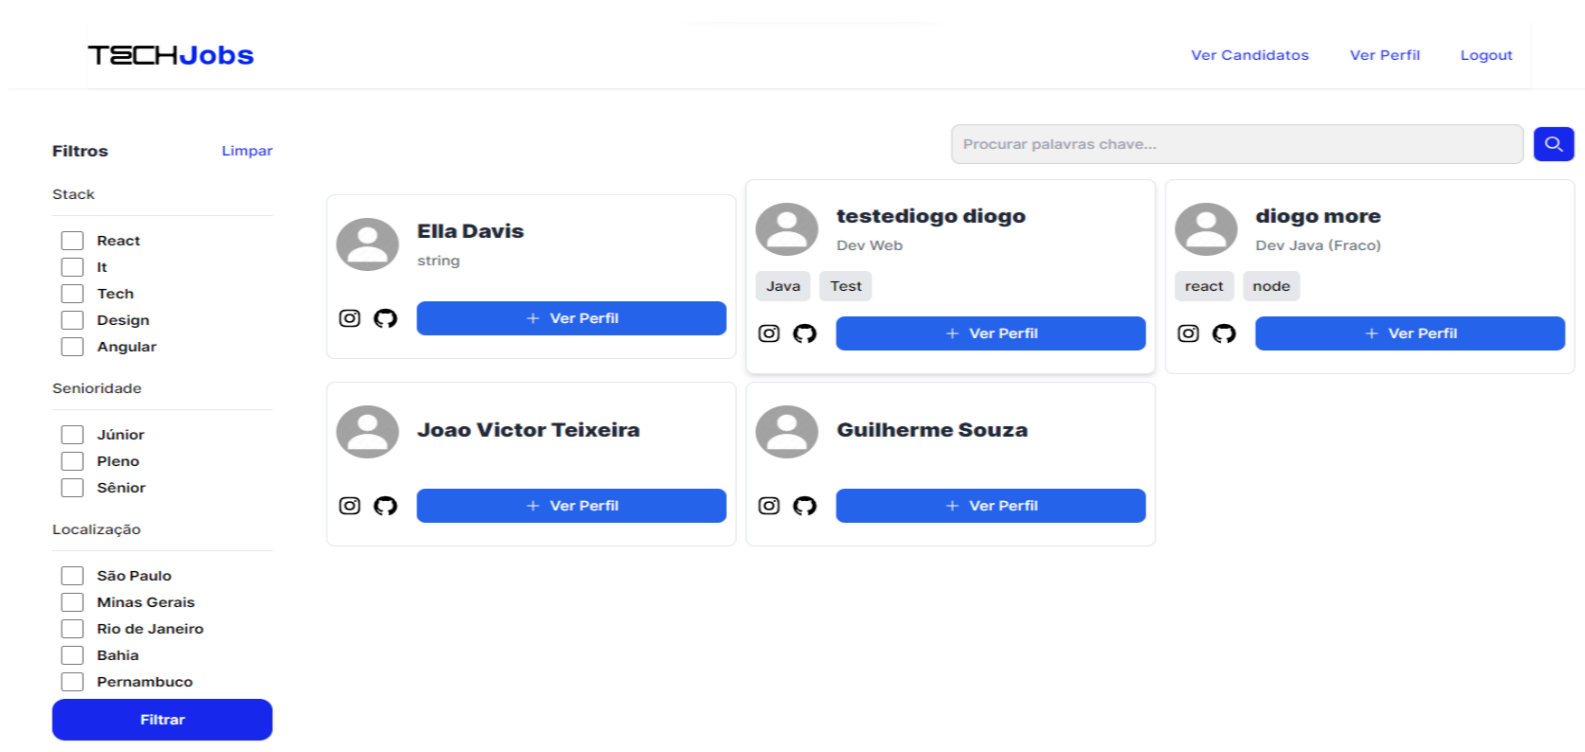 TECHJobs
Ver Candidatos Ver Perfil Logout
Filtros Limpar
Stack
React
It
Tech
Design
Angular
Senioridade
Júnior
Pleno
Sênior
Localização
São Paulo
Minas Gerais
Rio de Janeiro
Bahia
Pernambuco
Filtrar
Procurar palavras chave...
Ella Davis
string
+ Ver Perfil
testediogo diogo
Dev Web
Java Test
+ Ver Perfil
diogo more
Dev Java (Fraco)
react node
+ Ver Perfil
Joao Victor Teixeira
+ Ver Perfil
Guilherme Souza
+ Ver Perfil